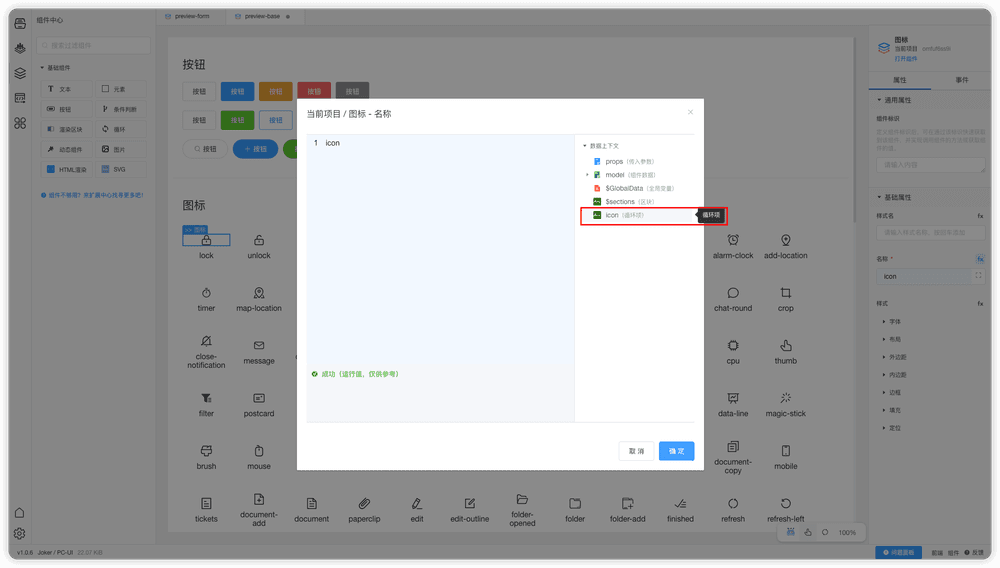 组件中心
preview-form
preview-base
搜索过滤组件
基础组件
文本
元素
按钮
条件判断
渲染区块
循环
动态组件
图片
HTML渲染
SVG
组件不够用? 来扩展中心找寻更多吧!
按钮
按钮
按钮
按钮
按钮
按钮
按钮
按钮
按钮
按钮
+ 按钮
图标
>> 图标
lock
unlock
alarm-clock
add-location
timer
map-location
chat-round
crop
close-notification
message
cpu
thumb
filter
postcard
data-line
magic-stick
brush
mouse
document-copy
mobile
tickets
document-add
document
paperclip
edit
edit-outline
folder-opened
folder
folder-add
finished
refresh
refresh-left
100%
当前项目 / 图标 - 名称
1 icon
成功（运行值，仅供参考）
数据上下文
props（传入参数）
model（组件数据）
$GlobalData（全局变量）
$sections（区块）
icon（循环项）
循环项
取 消
确 定
图标
当前项目
打开组件
属性
事件
通用属性
组件标识
请输入内容
基础属性
样式名
fx
名称 *
fx
icon
样式
fx
字体
布局
外边距
内边距
边框
填充
定位
v1.0.6 Joker / PC-UI 22.07 KiB
问题面板
前端 组件
反馈